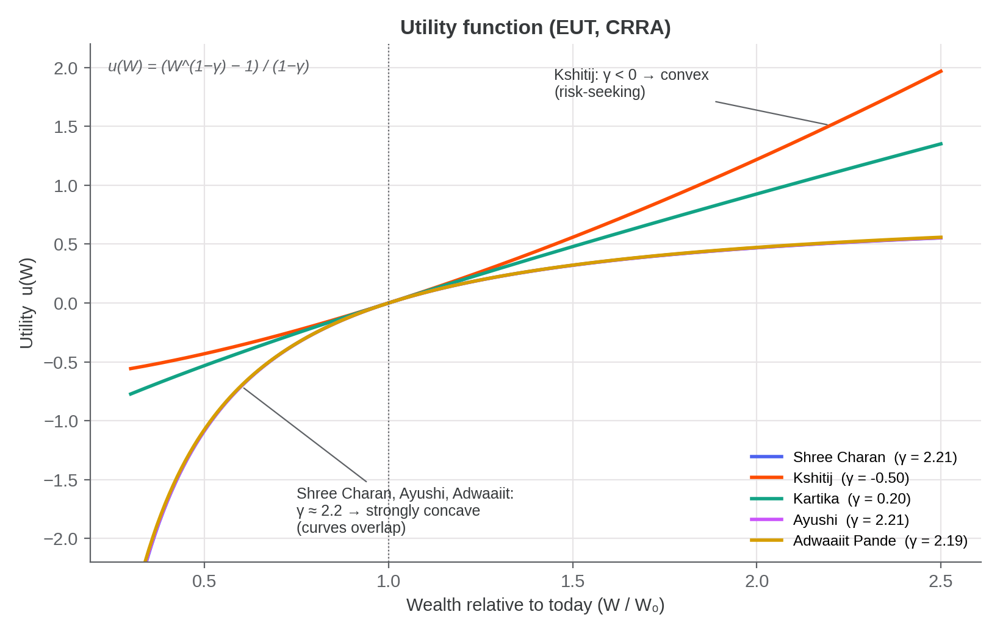 Utility function (EUT, CRRA)
u(W) = (W^(1−γ) − 1) / (1−γ)
Kshitij: γ < 0 → convex
(risk-seeking)
2.0
1.5
1.0
0.5
0.0
−0.5
−1.0
−1.5
−2.0
Utility  u(W)
Shree Charan, Ayushi, Adwaaiit:
γ ≈ 2.2 → strongly concave
(curves overlap)
Shree Charan  (γ = 2.21)
Kshitij  (γ = -0.50)
Kartika  (γ = 0.20)
Ayushi  (γ = 2.21)
Adwaaiit Pande  (γ = 2.19)
0.5
1.0
1.5
2.0
2.5
Wealth relative to today (W / W₀)